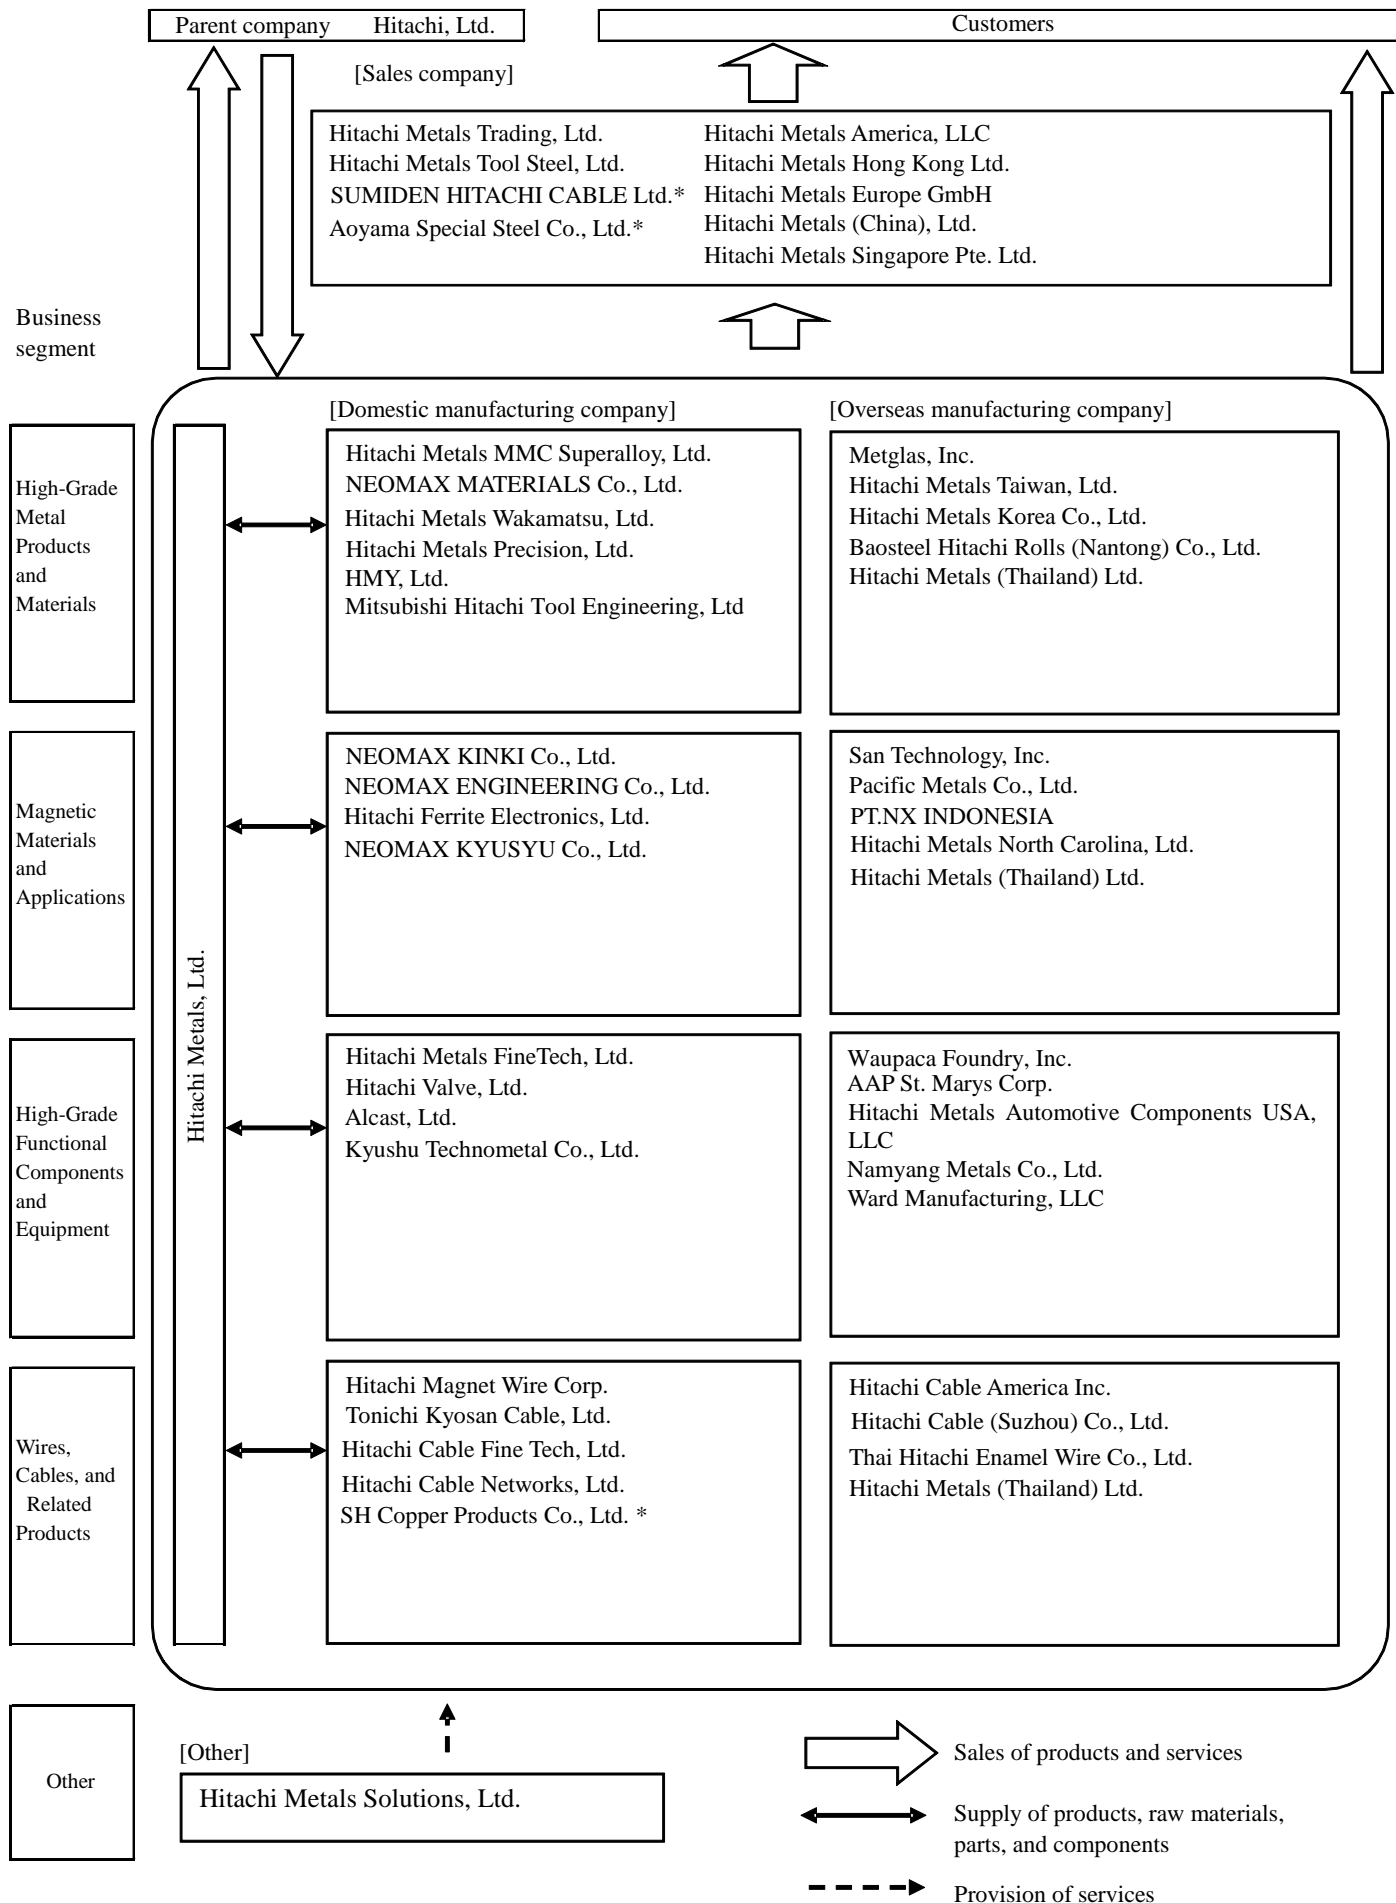 Parent company Hitachi, Ltd.
Customers
[Sales company]
Hitachi Metals Trading, Ltd.
Hitachi Metals Tool Steel, Ltd.
SUMIDEN HITACHI CABLE Ltd.*
Aoyama Special Steel Co., Ltd.*
Hitachi Metals America, LLC
Hitachi Metals Hong Kong Ltd.
Hitachi Metals Europe GmbH
Hitachi Metals (China), Ltd.
Hitachi Metals Singapore Pte. Ltd.
Business
segment
[Domestic manufacturing company]
[Overseas manufacturing company]
Hitachi Metals, Ltd.
High-Grade
Metal
Products
and
Materials
Hitachi Metals MMC Superalloy, Ltd.
NEOMAX MATERIALS Co., Ltd.
Hitachi Metals Wakamatsu, Ltd.
Hitachi Metals Precision, Ltd.
HMY, Ltd.
Mitsubishi Hitachi Tool Engineering, Ltd
Metglas, Inc.
Hitachi Metals Taiwan, Ltd.
Hitachi Metals Korea Co., Ltd.
Baosteel Hitachi Rolls (Nantong) Co., Ltd.
Hitachi Metals (Thailand) Ltd.
Magnetic
Materials
and
Applications
NEOMAX KINKI Co., Ltd.
NEOMAX ENGINEERING Co., Ltd.
Hitachi Ferrite Electronics, Ltd.
NEOMAX KYUSYU Co., Ltd.
San Technology, Inc.
Pacific Metals Co., Ltd.
PT.NX INDONESIA
Hitachi Metals North Carolina, Ltd.
Hitachi Metals (Thailand) Ltd.
High-Grade
Functional
Components
and
Equipment
Hitachi Metals FineTech, Ltd.
Hitachi Valve, Ltd.
Alcast, Ltd.
Kyushu Technometal Co., Ltd.
Waupaca Foundry, Inc.
AAP St. Marys Corp.
Hitachi Metals Automotive Components USA,
LLC
Namyang Metals Co., Ltd.
Ward Manufacturing, LLC
Wires,
Cables, and
Related
Products
Hitachi Magnet Wire Corp.
Tonichi Kyosan Cable, Ltd.
Hitachi Cable Fine Tech, Ltd.
Hitachi Cable Networks, Ltd.
SH Copper Products Co., Ltd. *
Hitachi Cable America Inc.
Hitachi Cable (Suzhou) Co., Ltd.
Thai Hitachi Enamel Wire Co., Ltd.
Hitachi Metals (Thailand) Ltd.
Other
[Other]
Hitachi Metals Solutions, Ltd.
Sales of products and services
Supply of products, raw materials,
parts, and components
Provision of services